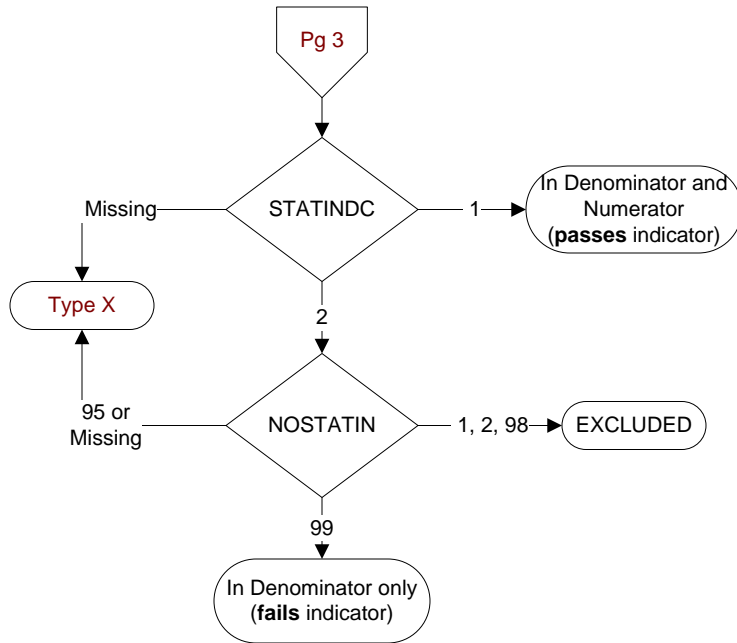 Pg 3
Missing
STATINDC
1
In Denominator and
Numerator
(passes indicator)
Type X
2
95 or
Missing
NOSTATIN
1, 2, 98
EXCLUDED
99
In Denominator only
(fails indicator)